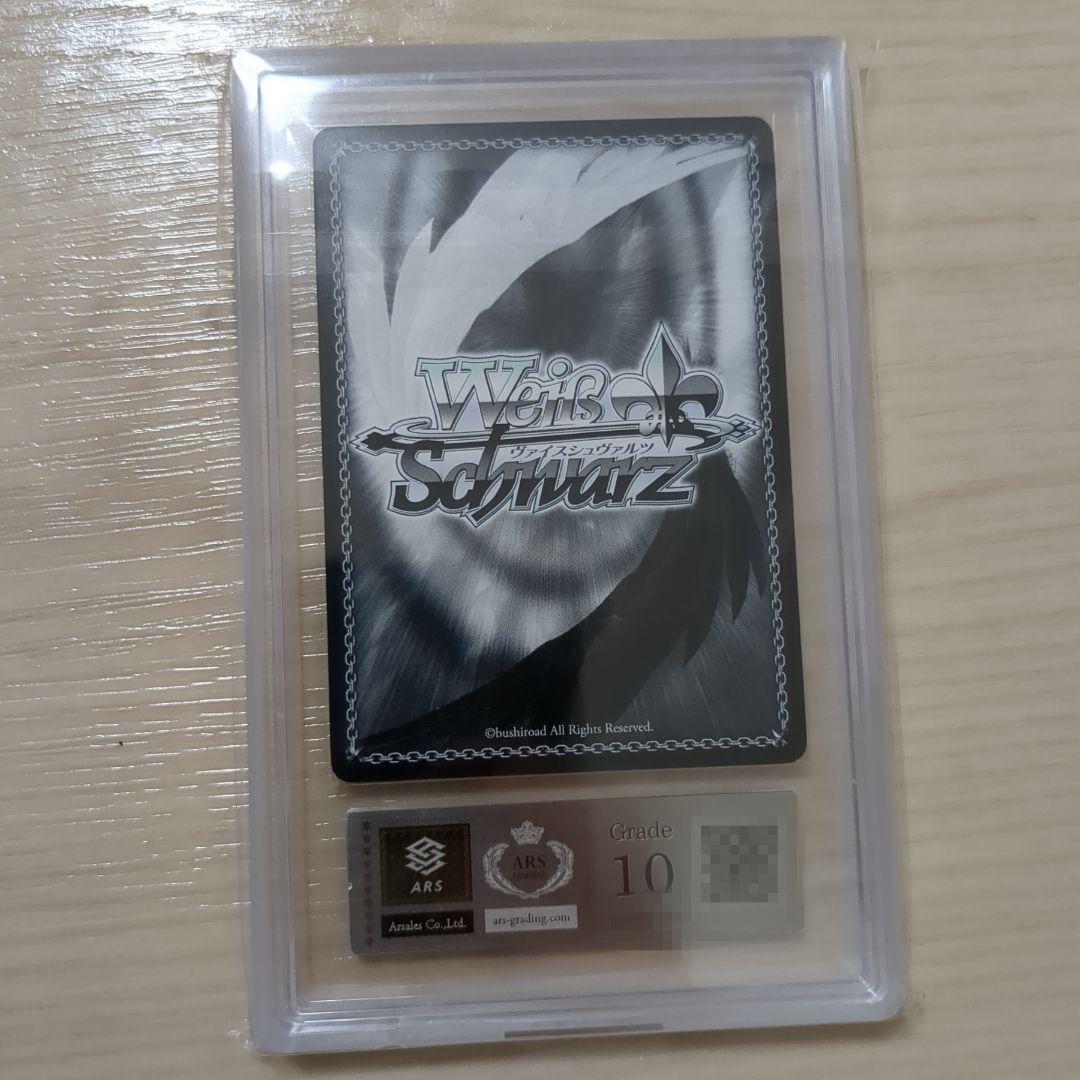 Weiß
ヴァイスシュヴァルツ
Schwarz
©bushiroad All Rights Reserved.
ARS
Arsales Co.,Ltd.
ARS
Grading
ars-grading.com
Grade
10